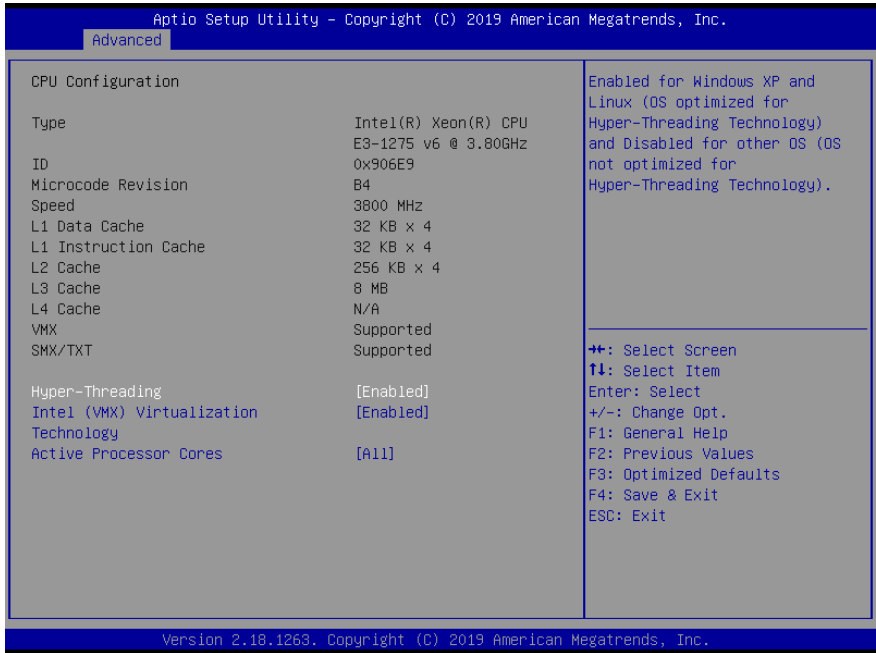 Aptio Setup Utility – Copyright (C) 2019 American Megatrends, Inc.
Advanced
CPU Configuration
Type Intel(R) Xeon(R) CPU
E3-1275 v6 @ 3.80GHz
ID 0x906E9
Microcode Revision B4
Speed 3800 MHz
L1 Data Cache 32 KB x 4
L1 Instruction Cache 32 KB x 4
L2 Cache 256 KB x 4
L3 Cache 8 MB
L4 Cache N/A
VMX Supported
SMX/TXT Supported
Hyper-Threading [Enabled]
Intel (VMX) Virtualization [Enabled]
Technology
Active Processor Cores [All]
Enabled for Windows XP and
Linux (OS optimized for
Hyper-Threading Technology)
and Disabled for other OS (OS
not optimized for
Hyper-Threading Technology).
→←: Select Screen
↑↓: Select Item
Enter: Select
+/-: Change Opt.
F1: General Help
F2: Previous Values
F3: Optimized Defaults
F4: Save & Exit
ESC: Exit
Version 2.18.1263. Copyright (C) 2019 American Megatrends, Inc.